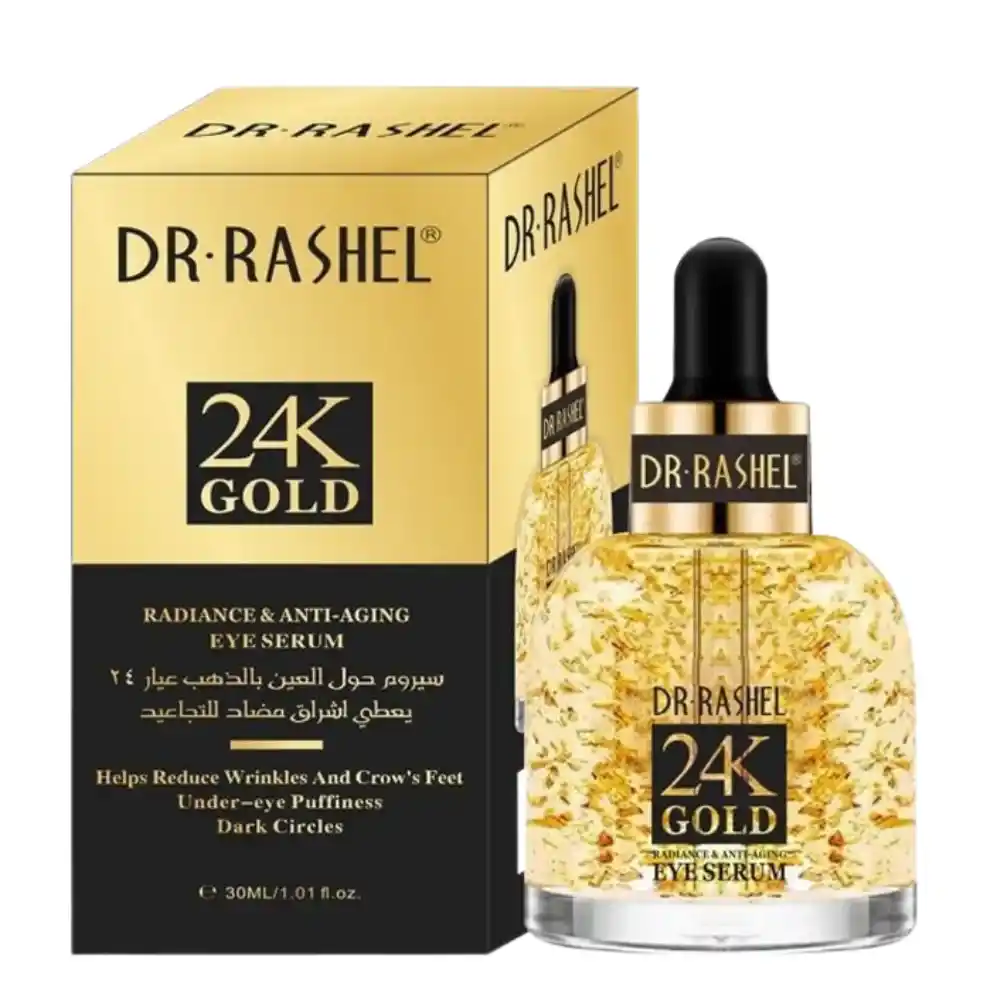 DR·RASHEL®
DR·RASHEL®
24K
GOLD
RADIANCE & ANTI-AGING
EYE SERUM
سيروم حول العين بالذهب عيار ٢٤
يعطي اشراق مضاد للتجاعيد
Helps Reduce Wrinkles And Crow's Feet
Under-eye Puffiness
Dark Circles
℮ 30ML/1.01 fl.oz.
DR·RASHEL®
DR·RASHEL
DR·RASHEL®
DR·RASHEL
24K
GOLD
RADIANCE & ANTI-AGING
EYE SERUM